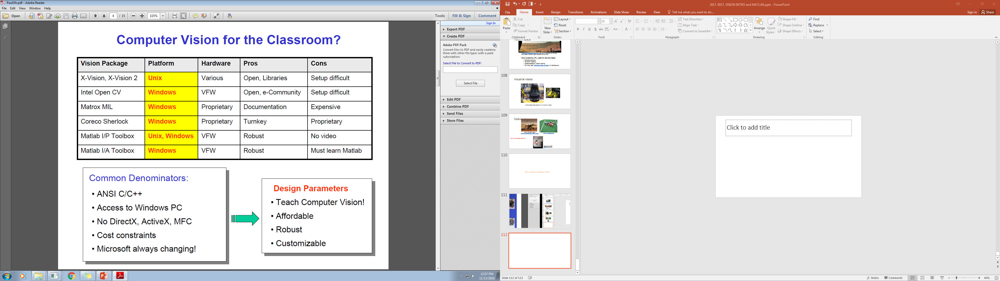 PaulOh.pdf - Adobe Reader
File Edit View Window Help
Open 4 / 15 115% Tools Fill & Sign Comment
Computer Vision for the Classroom?
Vision Package Platform Hardware Pros Cons
X-Vision, X-Vision 2 Unix Various Open, Libraries Setup difficult
Intel Open CV Windows VFW Open, e-Community Setup difficult
Matrox MIL Windows Proprietary Documentation Expensive
Coreco Sherlock Windows Proprietary Turnkey Proprietary
Matlab I/P Toolbox Unix, Windows VFW Robust No video
Matlab I/A Toolbox Windows VFW Robust Must learn Matlab
Common Denominators:
• ANSI C/C++
• Access to Windows PC
• No DirectX, ActiveX, MFC
• Cost constraints
• Microsoft always changing!
Design Parameters
• Teach Computer Vision!
• Affordable
• Robust
• Customizable
Sign In
Export PDF
Create PDF
Adobe PDF Pack
Convert files to PDF and easily combine
them with other file types with a paid
subscription.
Select File to Convert to PDF:
Select File
Edit PDF
Combine PDF
Send Files
Store Files
12:57 PM
11/13/2016
2017. 0017. VISION INTRO and MATLAB.pptx - PowerPoint
File Home Insert Design Transitions Animations Slide Show Review View Tell me what you want to do... Sign in Share
Paste
Cut
Copy
Format Painter
Clipboard
New
Slide
Layout
Reset
Section
Slides
18
B I U S abc AV Aa A
Font
Text Direction
Align Text
Convert to SmartArt
Paragraph
Arrange
Quick
Styles
Shape Fill
Shape Outline
Shape Effects
Drawing
Find
Replace
Select
Editing
Vision systems (JPL) used for several tasks
108
Industrial robots
109
110
111
112
Click to add title
Slide 112 of 112
Notes Comments 44%